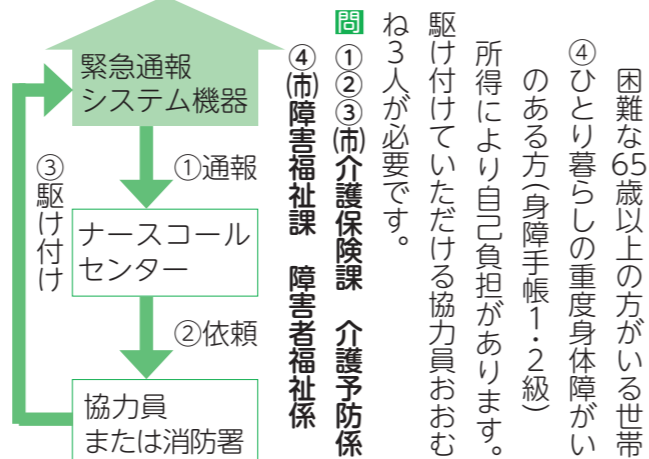 困難な65歳以上の方がいる世帯
④ひとり暮らしの重度身体障がい
のある方(身障手帳1・2級)
所得により自己負担があります。
駆け付けていただける協力員おおむ
ね3人が必要です。
問①②③㈹介護保険課 介護予防係
④㈹障害福祉課 障害者福祉係
緊急通報
システム機器
①通報
ナースコール
センター
②依頼
協力員
または消防署
③駆け付け